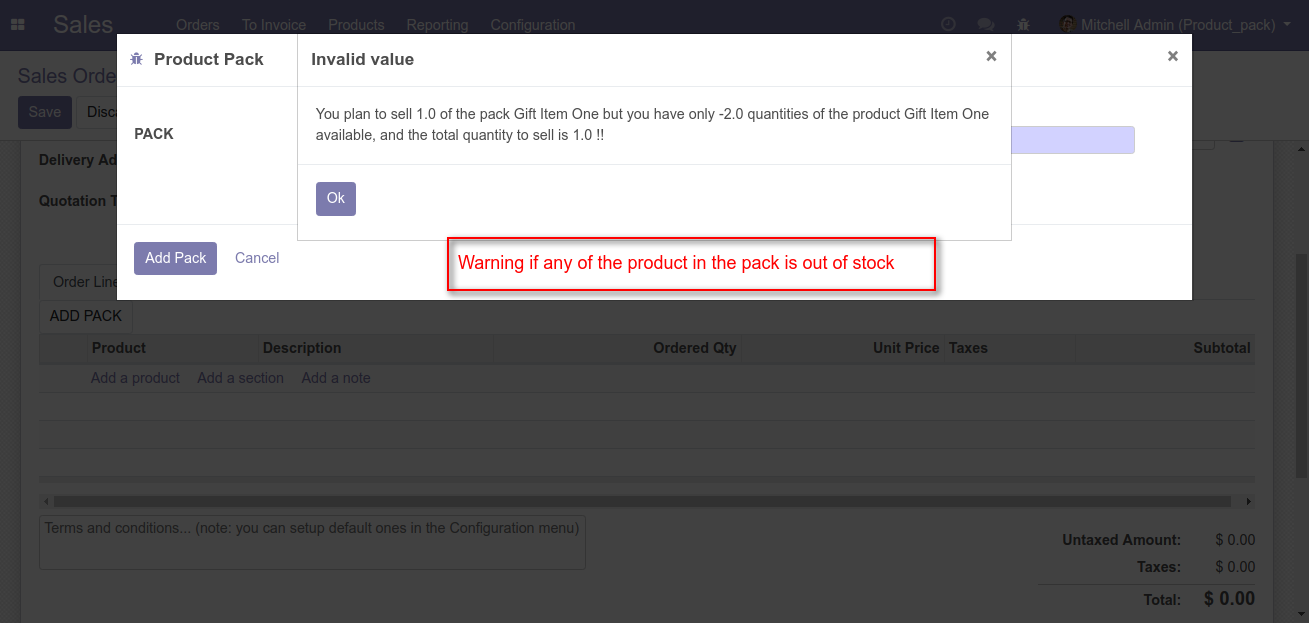 Sales Orders To Invoice Products Reporting Configuration Mitchell Admin (Product_pack)
Sales Orde
Save Disca
Product Pack
Invalid value
PACK
You plan to sell 1.0 of the pack Gift Item One but you have only -2.0 quantities of the product Gift Item One
available, and the total quantity to sell is 1.0 !!
Ok
Add Pack Cancel
Warning if any of the product in the pack is out of stock
Delivery Ad
Quotation T
Order Line
ADD PACK
Product Description Ordered Qty Unit Price Taxes Subtotal
Add a product Add a section Add a note
Terms and conditions... (note: you can setup default ones in the Configuration menu)
Untaxed Amount: $ 0.00
Taxes: $ 0.00
Total: $ 0.00